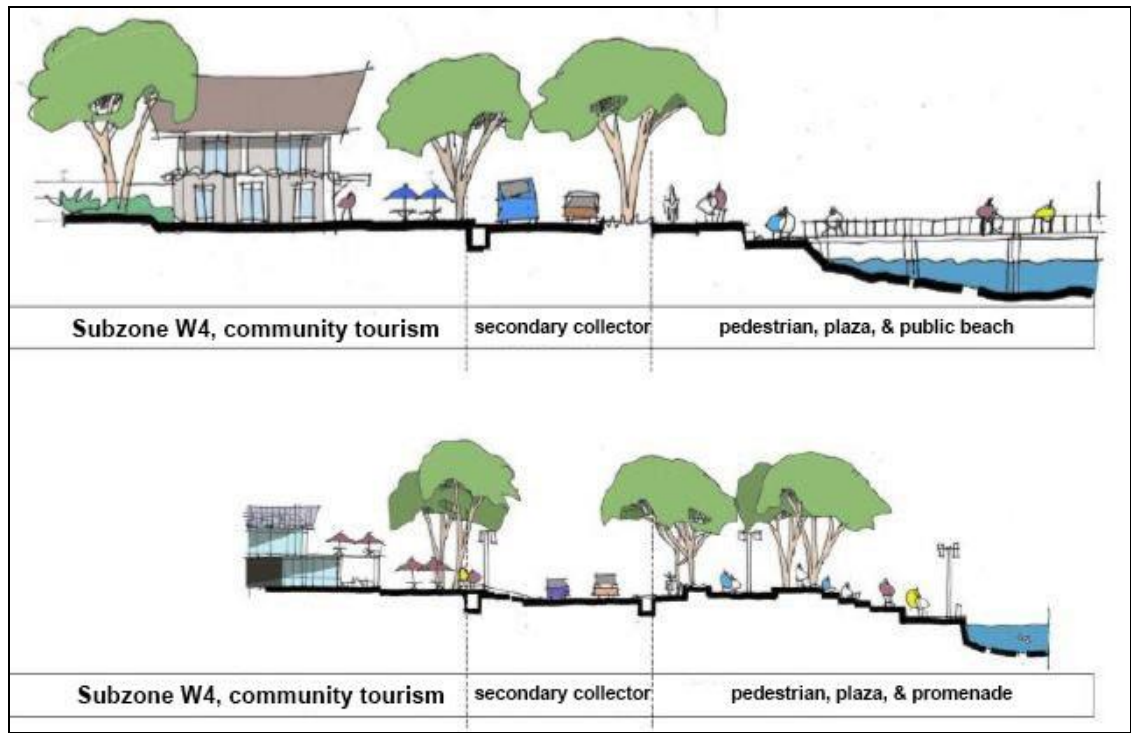 Subzone W4, community tourism
secondary collector
pedestrian, plaza, & public beach
Subzone W4, community tourism
secondary collector
pedestrian, plaza, & promenade